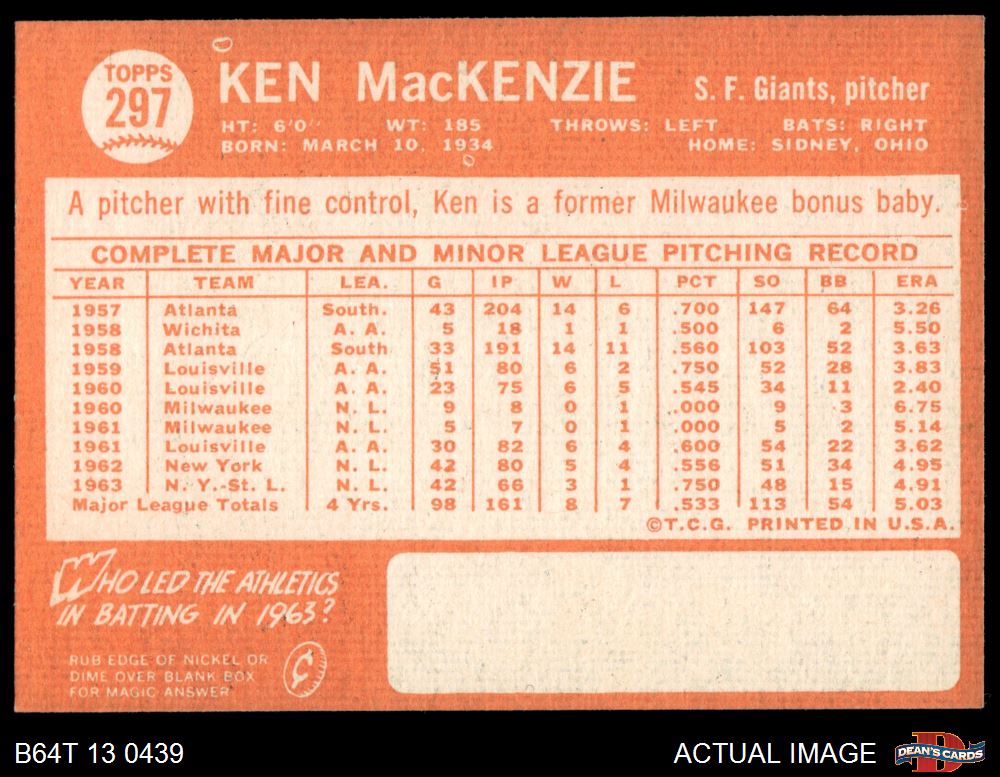 TOPPS
297
KEN MacKENZIE
S. F. Giants, pitcher
HT: 6'0" WT: 185 THROWS: LEFT BATS: RIGHT
BORN: MARCH 10, 1934 HOME: SIDNEY, OHIO
A pitcher with fine control, Ken is a former Milwaukee bonus baby.
COMPLETE MAJOR AND MINOR LEAGUE PITCHING RECORD
YEAR TEAM LEA. G IP W L PCT SO BB ERA
1957 Atlanta South. 43 204 14 6 .700 147 64 3.26
1958 Wichita A. A. 5 18 1 1 .500 6 2 5.50
1958 Atlanta South 33 191 14 11 .560 103 52 3.63
1959 Louisville A. A. 51 80 6 2 .750 52 28 3.83
1960 Louisville A. A. 23 75 6 5 .545 34 11 2.40
1960 Milwaukee N. L. 9 8 0 1 .000 9 3 6.75
1961 Milwaukee N. L. 5 7 0 1 .000 5 2 5.14
1961 Louisville A. A. 30 82 6 4 .600 54 22 3.62
1962 New York N. L. 42 80 5 4 .556 51 34 4.95
1963 N. Y.-St. L. N. L. 42 66 3 1 .750 48 15 4.91
Major League Totals 4 Yrs. 98 161 8 7 .533 113 54 5.03
©T.C.G. PRINTED IN U.S.A.
WHO LED THE ATHLETICS
IN BATTING IN 1963?
RUB EDGE OF NICKEL OR
DIME OVER BLANK BOX
FOR MAGIC ANSWER
¢
B64T 13 0439
ACTUAL IMAGE
D
DEAN'S CARDS